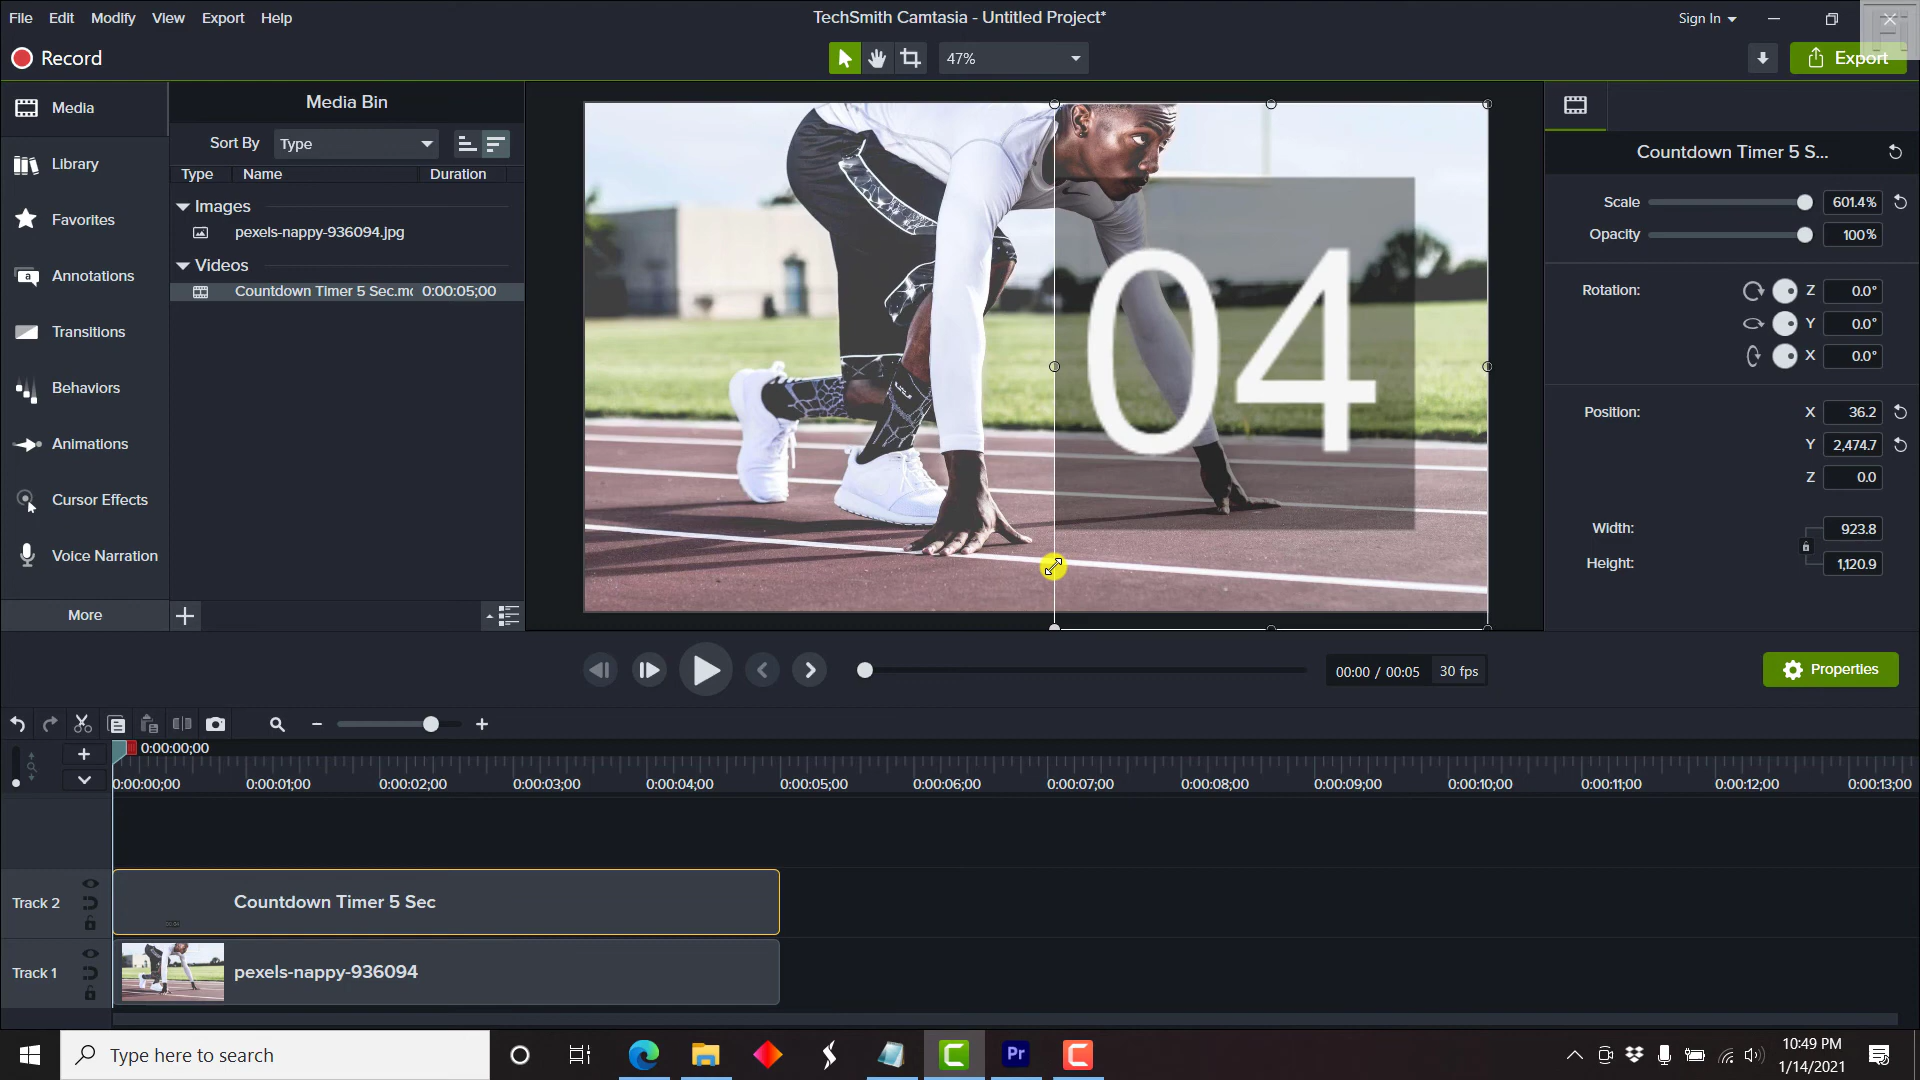 File Edit Modify View Export Help
TechSmith Camtasia - Untitled Project*
Sign In
Record
47%
Export
Media
Library
Favorites
Annotations
Transitions
Behaviors
Animations
Cursor Effects
Voice Narration
More
Media Bin
Sort By Type
Type Name Duration
Images
pexels-nappy-936094.jpg
Videos
Countdown Timer 5 Sec.mc 0:00:05;00
04
Countdown Timer 5 S...
Scale 601.4%
Opacity 100%
Rotation: Z 0.0°
Y 0.0°
X 0.0°
Position: X 36.2
Y 2,474.7
Z 0.0
Width: 923.8
Height: 1,120.9
00:00 / 00:05 30 fps
Properties
0:00:00;00
0:00:00;00 0:00:01;00 0:00:02;00 0:00:03;00 0:00:04;00 0:00:05;00 0:00:06;00 0:00:07;00 0:00:08;00 0:00:09;00 0:00:10;00 0:00:11;00 0:00:12;00 0:00:13;00
Track 2
Countdown Timer 5 Sec
Track 1
pexels-nappy-936094
Type here to search
Pr
10:49 PM
1/14/2021